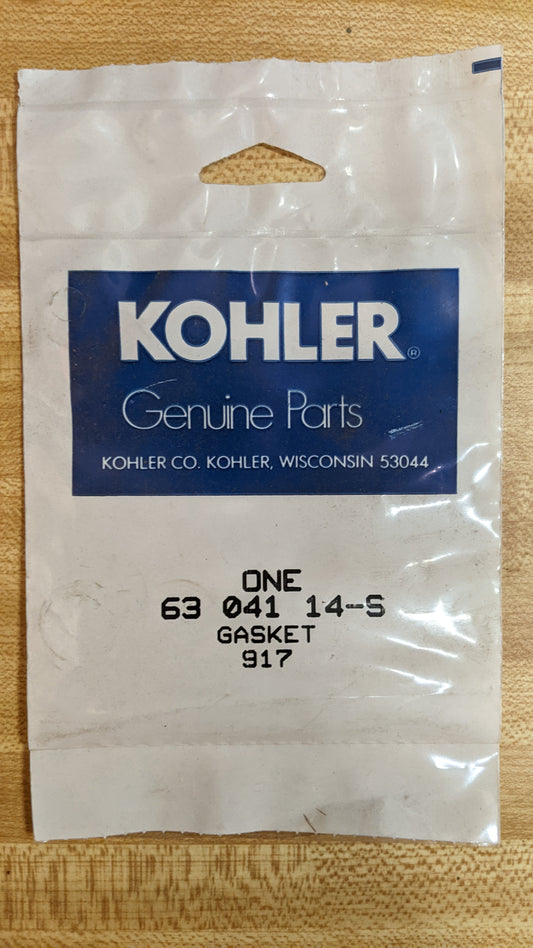 KOHLER®
Genuine Parts
KOHLER CO. KOHLER, WISCONSIN 53044
ONE
63 041 14-S
GASKET
917